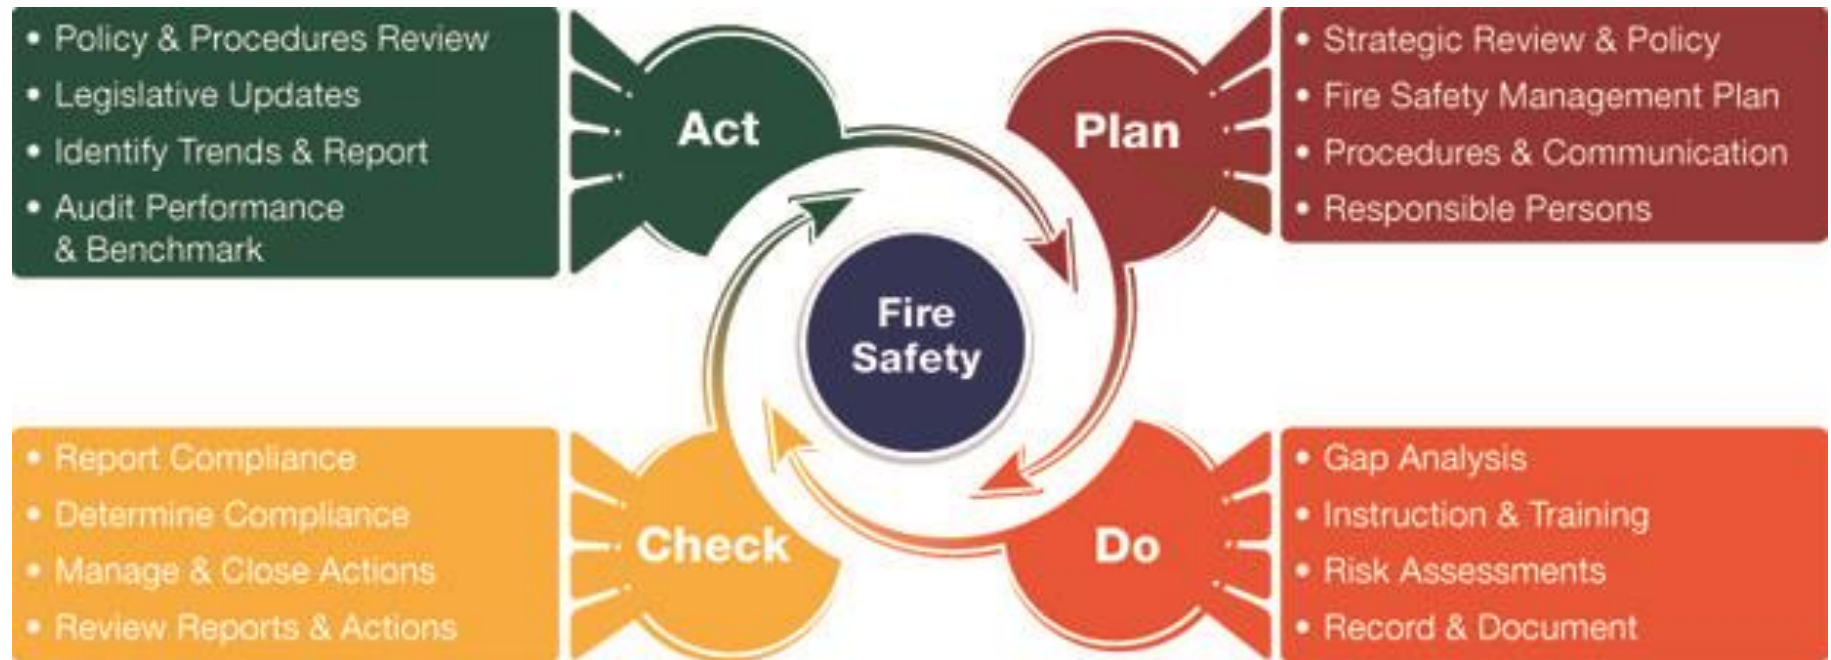 • Policy & Procedures Review
• Legislative Updates
• Identify Trends & Report
• Audit Performance
& Benchmark
Act
Plan
• Strategic Review & Policy
• Fire Safety Management Plan
• Procedures & Communication
• Responsible Persons
Fire
Safety
• Report Compliance
• Determine Compliance
• Manage & Close Actions
• Review Reports & Actions
Check
Do
• Gap Analysis
• Instruction & Training
• Risk Assessments
• Record & Document